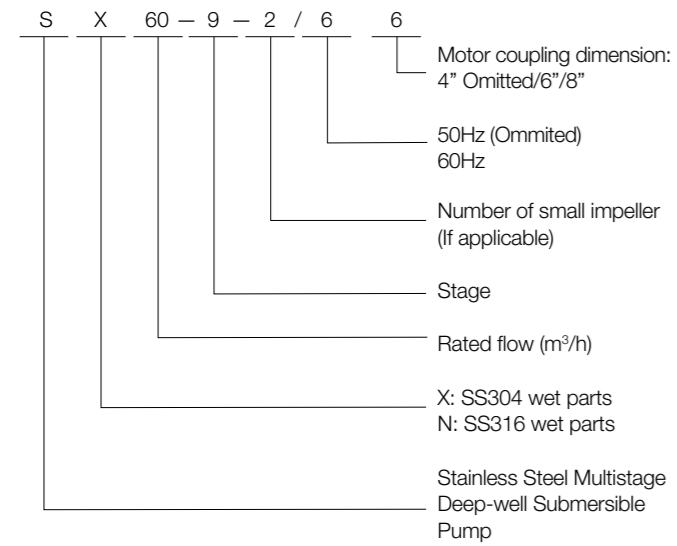 S X 60 – 9 – 2 / 6 6
Motor coupling dimension:
4” Omitted/6”/8”
50Hz (Ommited)
60Hz
Number of small impeller
(If applicable)
Stage
Rated flow (m³/h)
X: SS304 wet parts
N: SS316 wet parts
Stainless Steel Multistage
Deep-well Submersible
Pump